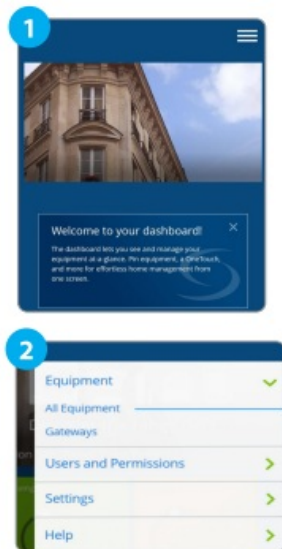 1
Welcome to your dashboard!
The dashboard lets you see and manage your
equipment at a glance. Pin equipment, a OneTouch,
and more for effortless home management from
one screen.
2
Equipment
All Equipment
Gateways
Users and Permissions
Settings
Help